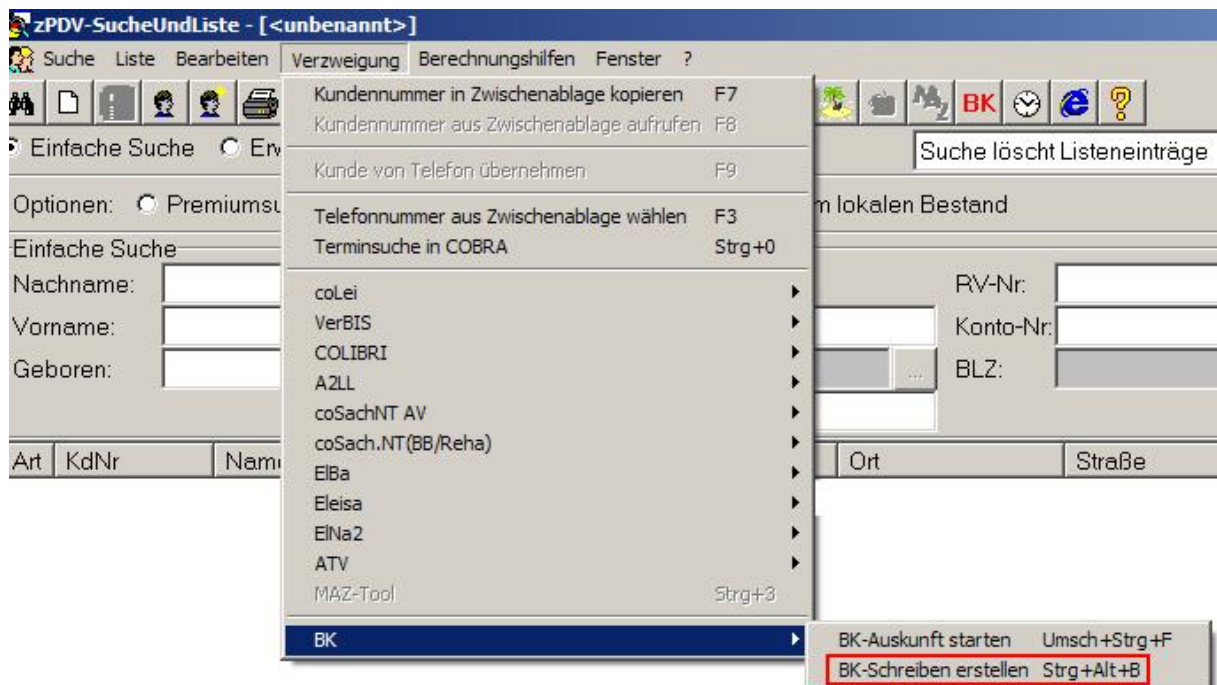 zPDV-SucheUndListe - [<unbenannt>]
Suche Liste Bearbeiten Verzweigung Berechnungshilfen Fenster ?
BK
Kundennummer in Zwischenablage kopieren F7
Kundennummer aus Zwischenablage aufrufen F8
Einfache Suche
Suche löscht Listeneinträge
Kunde von Telefon übernehmen F9
Optionen:
lokalen Bestand
Telefonnummer aus Zwischenablage wählen F3
Einfache Suche
Terminsuche in COBRA Strg+0
Nachname:
coLei
RV-Nr:
Vorname:
VerBIS
Konto-Nr:
COLIBRI
Geboren:
...
BLZ:
A2LL
coSachNT AV
coSach.NT(BB/Reha)
Art KdNr Ort Straße
ElBa
Eleisa
ElNa2
ATV
MAZ-Tool Strg+3
BK
BK-Auskunft starten Umsch+Strg+F
BK-Schreiben erstellen Strg+Alt+B